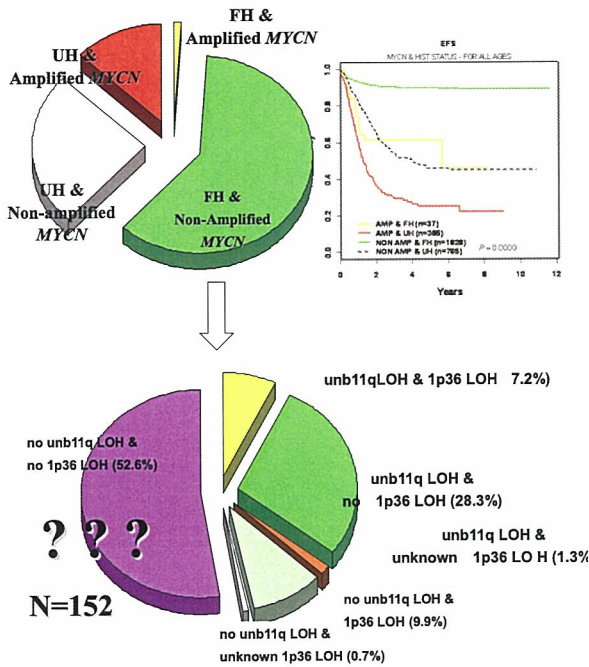 FH &
Amplified MYCN
UH &
Amplified MYCN
UH &
Non-amplified
MYCN
FH &
Non-Amplified
MYCN
EFS
MYCN & HIST STATUS - FOR ALL AGES
1.0
0.8
0.6
0.4
0.2
0.0
AMP & FH (n=37)
AMP & UH (n=385)
NON AMP & FH (n=1828)
NON AMP & UH (n=785)
P = 0.0000
0 2 4 6 8 10 12
Years
unb11qLOH & 1p36 LOH 7.2%)
no unb11q LOH &
no 1p36 LOH (52.6%)
unb11q LOH &
no 1p36 LOH (28.3%)
? ? ?
unb11q LOH &
unknown 1p36 LO H (1.3%
N=152
no unb11q LOH &
1p36 LOH (9.9%)
no unb11q LOH &
unknown 1p36 LOH (0.7%)